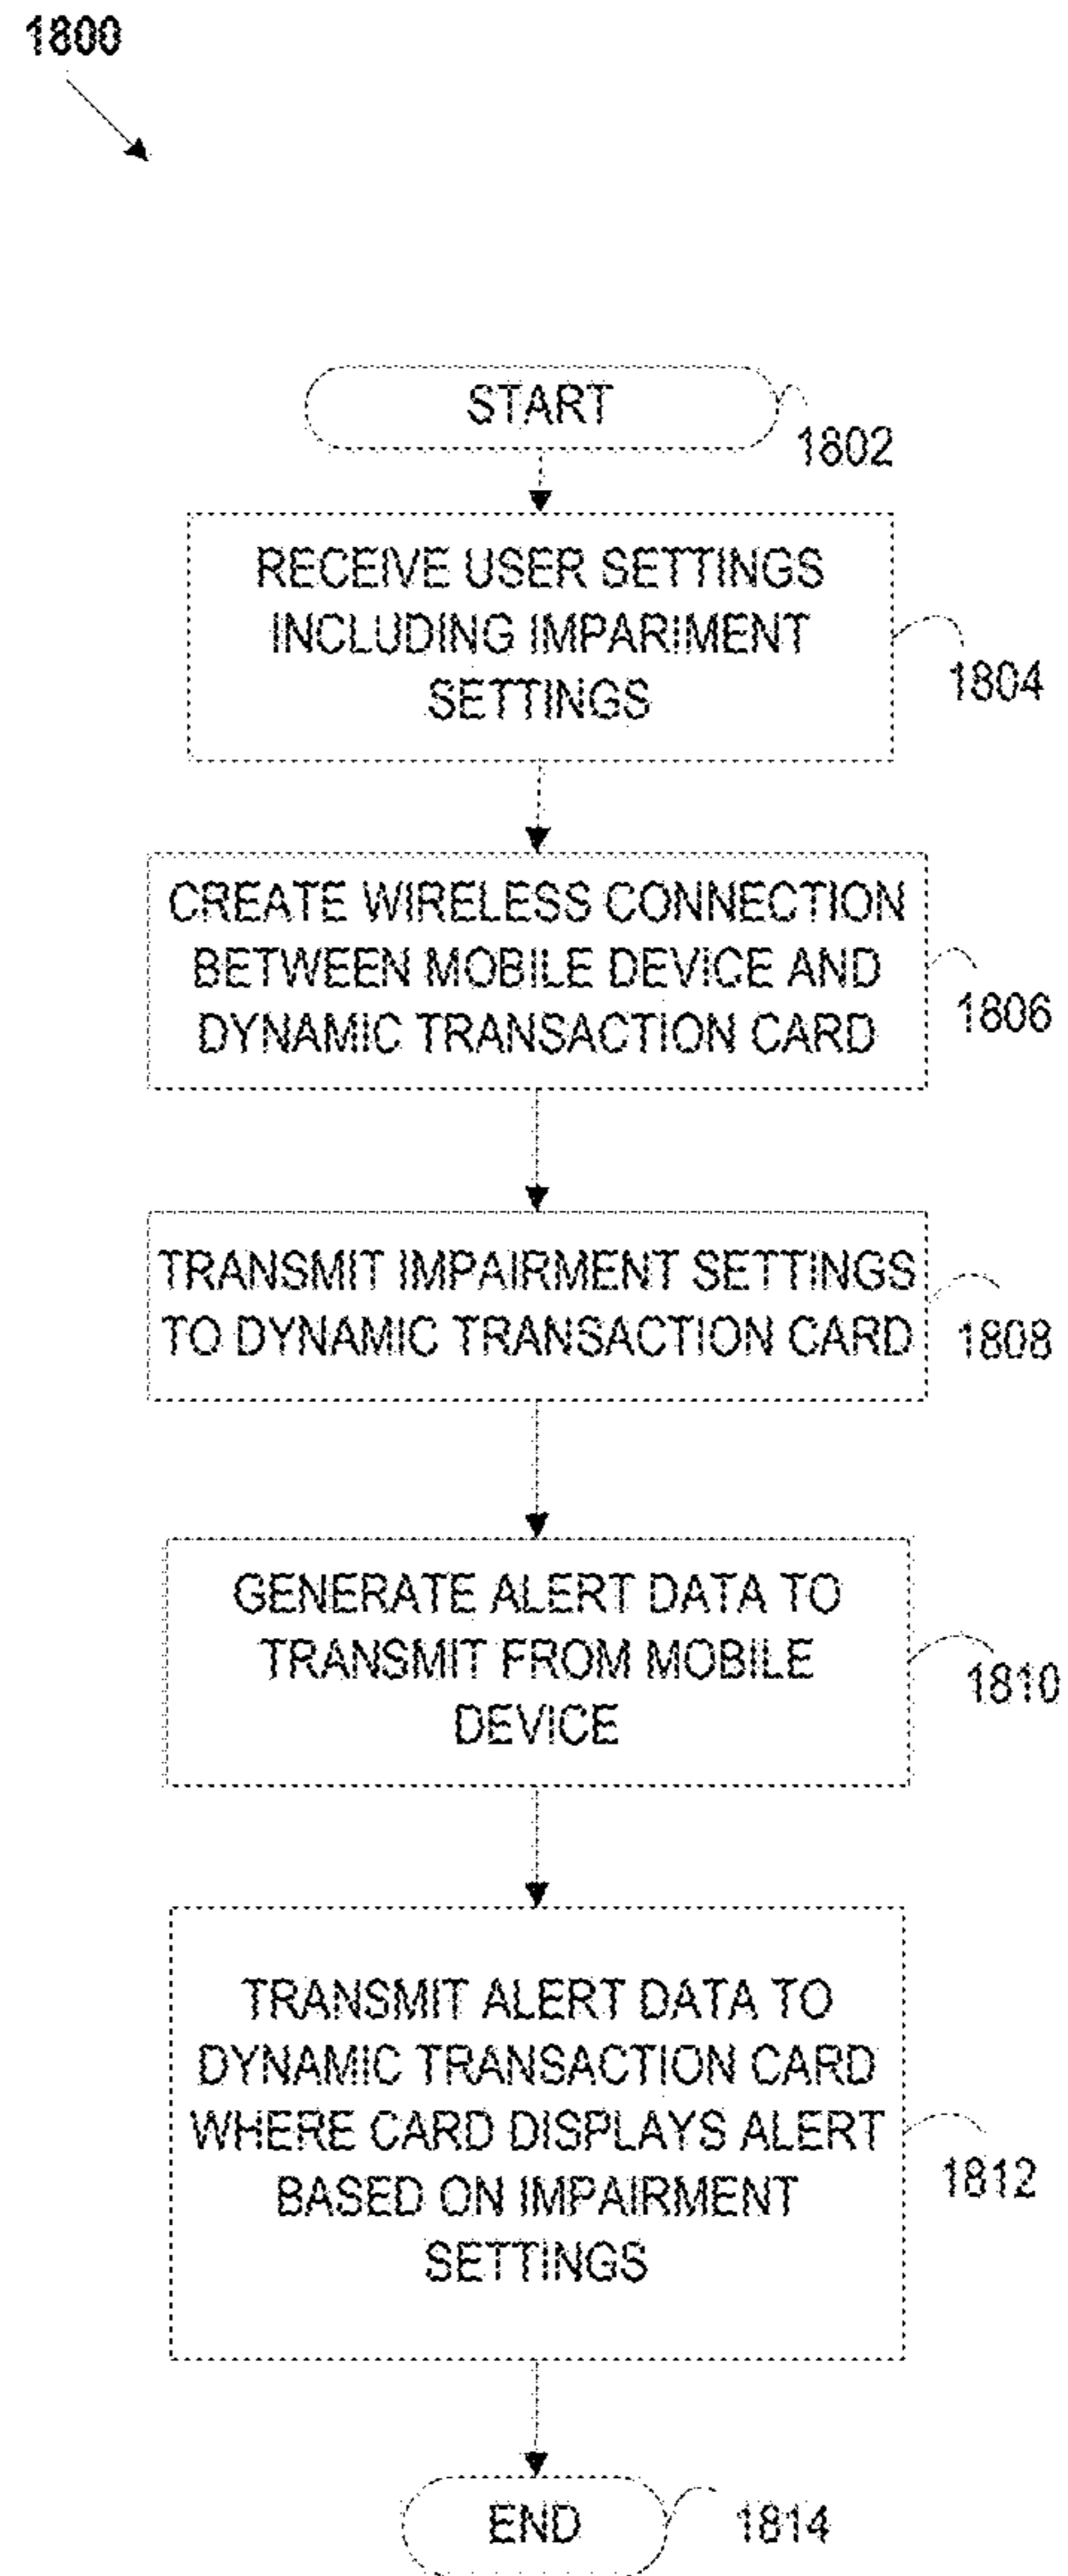 1800
START
1802
RECEIVE USER SETTINGS
INCLUDING IMPARIMENT
SETTINGS
1804
CREATE WIRELESS CONNECTION
BETWEEN MOBILE DEVICE AND
DYNAMIC TRANSACTION CARD
1806
TRANSMIT IMPAIRMENT SETTINGS
TO DYNAMIC TRANSACTION CARD
1808
GENERATE ALERT DATA TO
TRANSMIT FROM MOBILE
DEVICE
1810
TRANSMIT ALERT DATA TO
DYNAMIC TRANSACTION CARD
WHERE CARD DISPLAYS ALERT
BASED ON IMPAIRMENT
SETTINGS
1812
END
1814